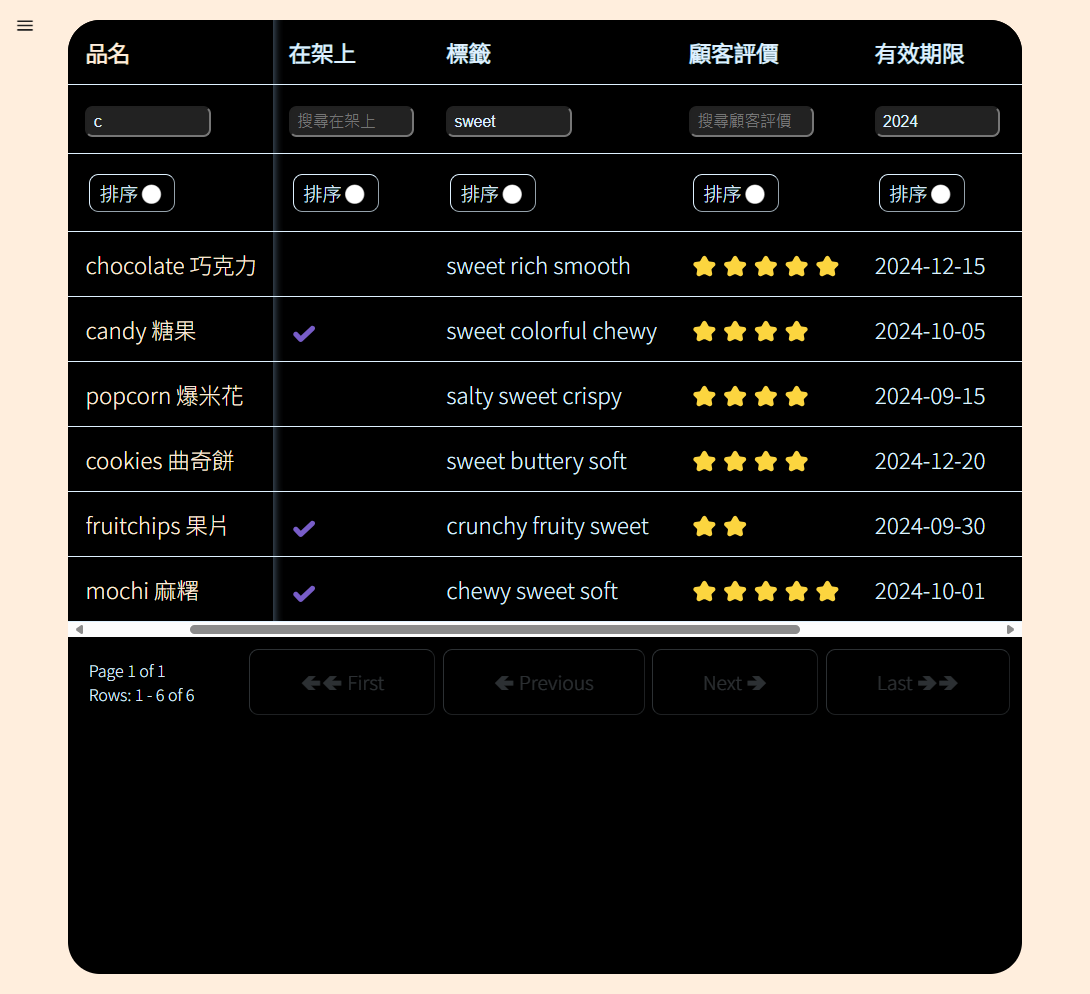 品名 在架上 標籤 顧客評價 有效期限
c 搜尋在架上 sweet 搜尋顧客評價 2024
排序 排序 排序 排序 排序
chocolate 巧克力 sweet rich smooth 2024-12-15
candy 糖果 sweet colorful chewy 2024-10-05
popcorn 爆米花 salty sweet crispy 2024-09-15
cookies 曲奇餅 sweet buttery soft 2024-12-20
fruitchips 果片 crunchy fruity sweet 2024-09-30
mochi 麻糬 chewy sweet soft 2024-10-01
Page 1 of 1
Rows: 1 - 6 of 6
First Previous Next Last